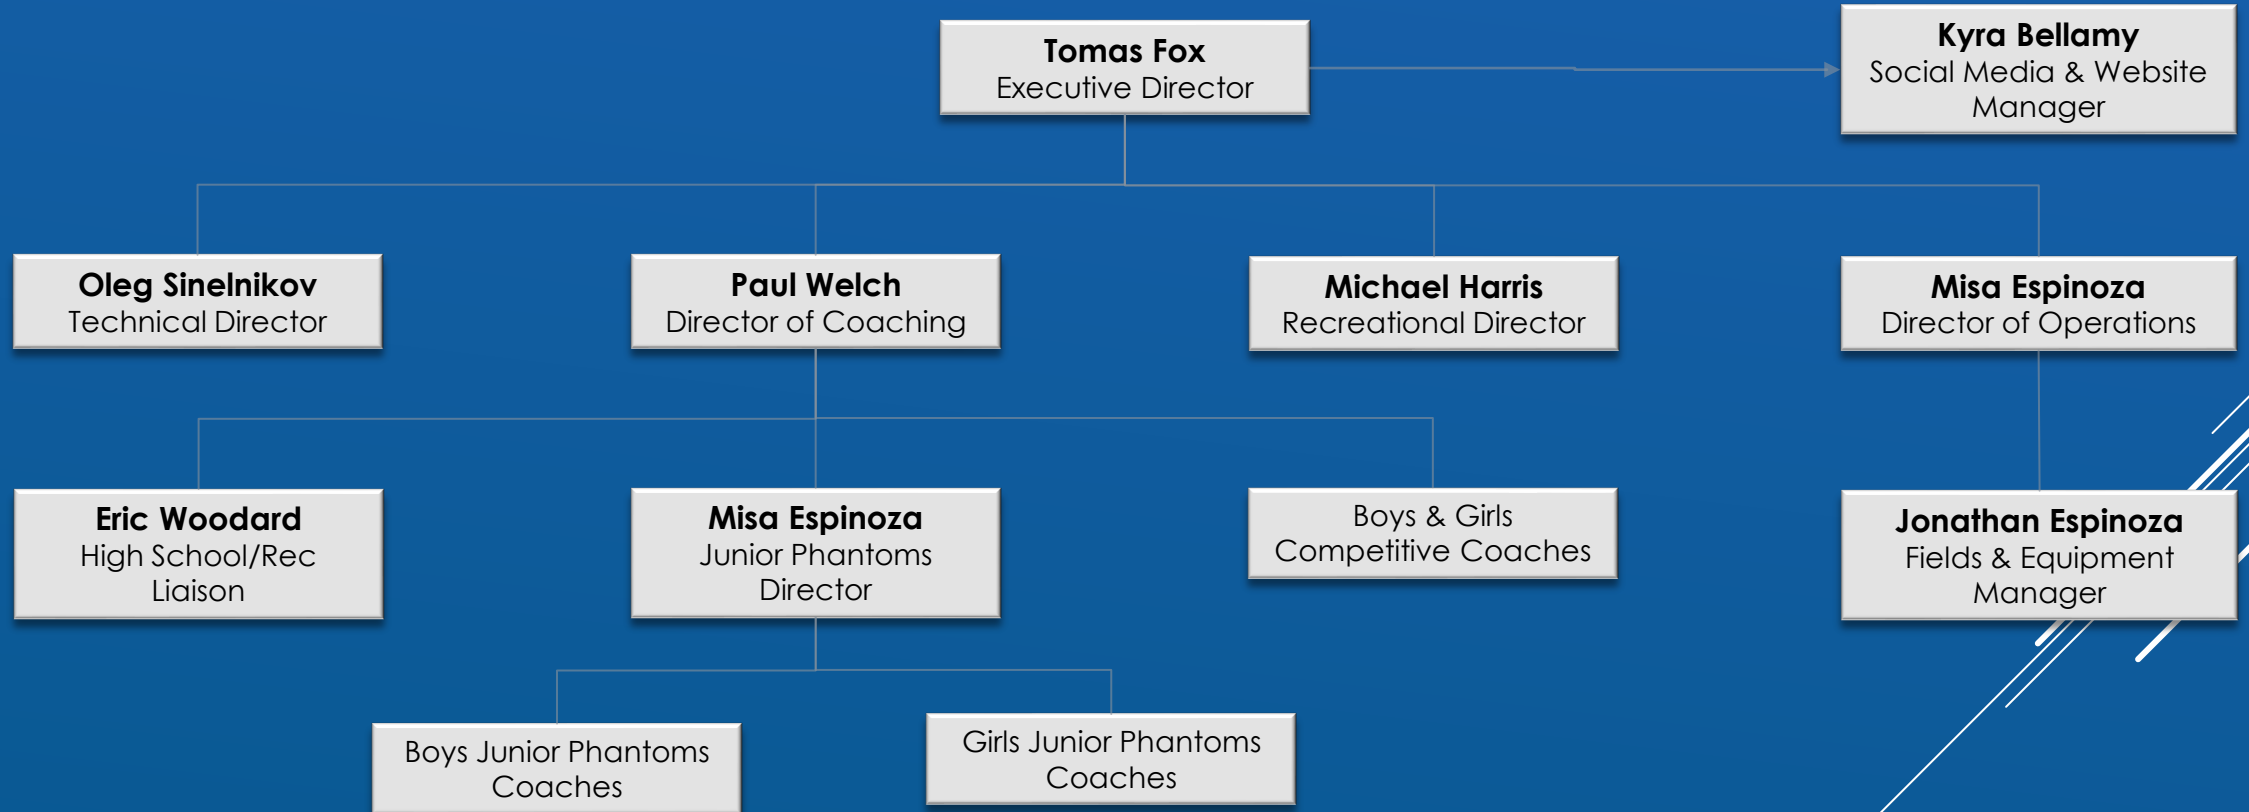 Tomas Fox
Executive Director
Kyra Bellamy
Social Media & Website
Manager
Oleg Sinelnikov
Technical Director
Paul Welch
Director of Coaching
Michael Harris
Recreational Director
Misa Espinoza
Director of Operations
Eric Woodard
High School/Rec
Liaison
Misa Espinoza
Junior Phantoms
Director
Boys & Girls
Competitive Coaches
Jonathan Espinoza
Fields & Equipment
Manager
Boys Junior Phantoms
Coaches
Girls Junior Phantoms
Coaches